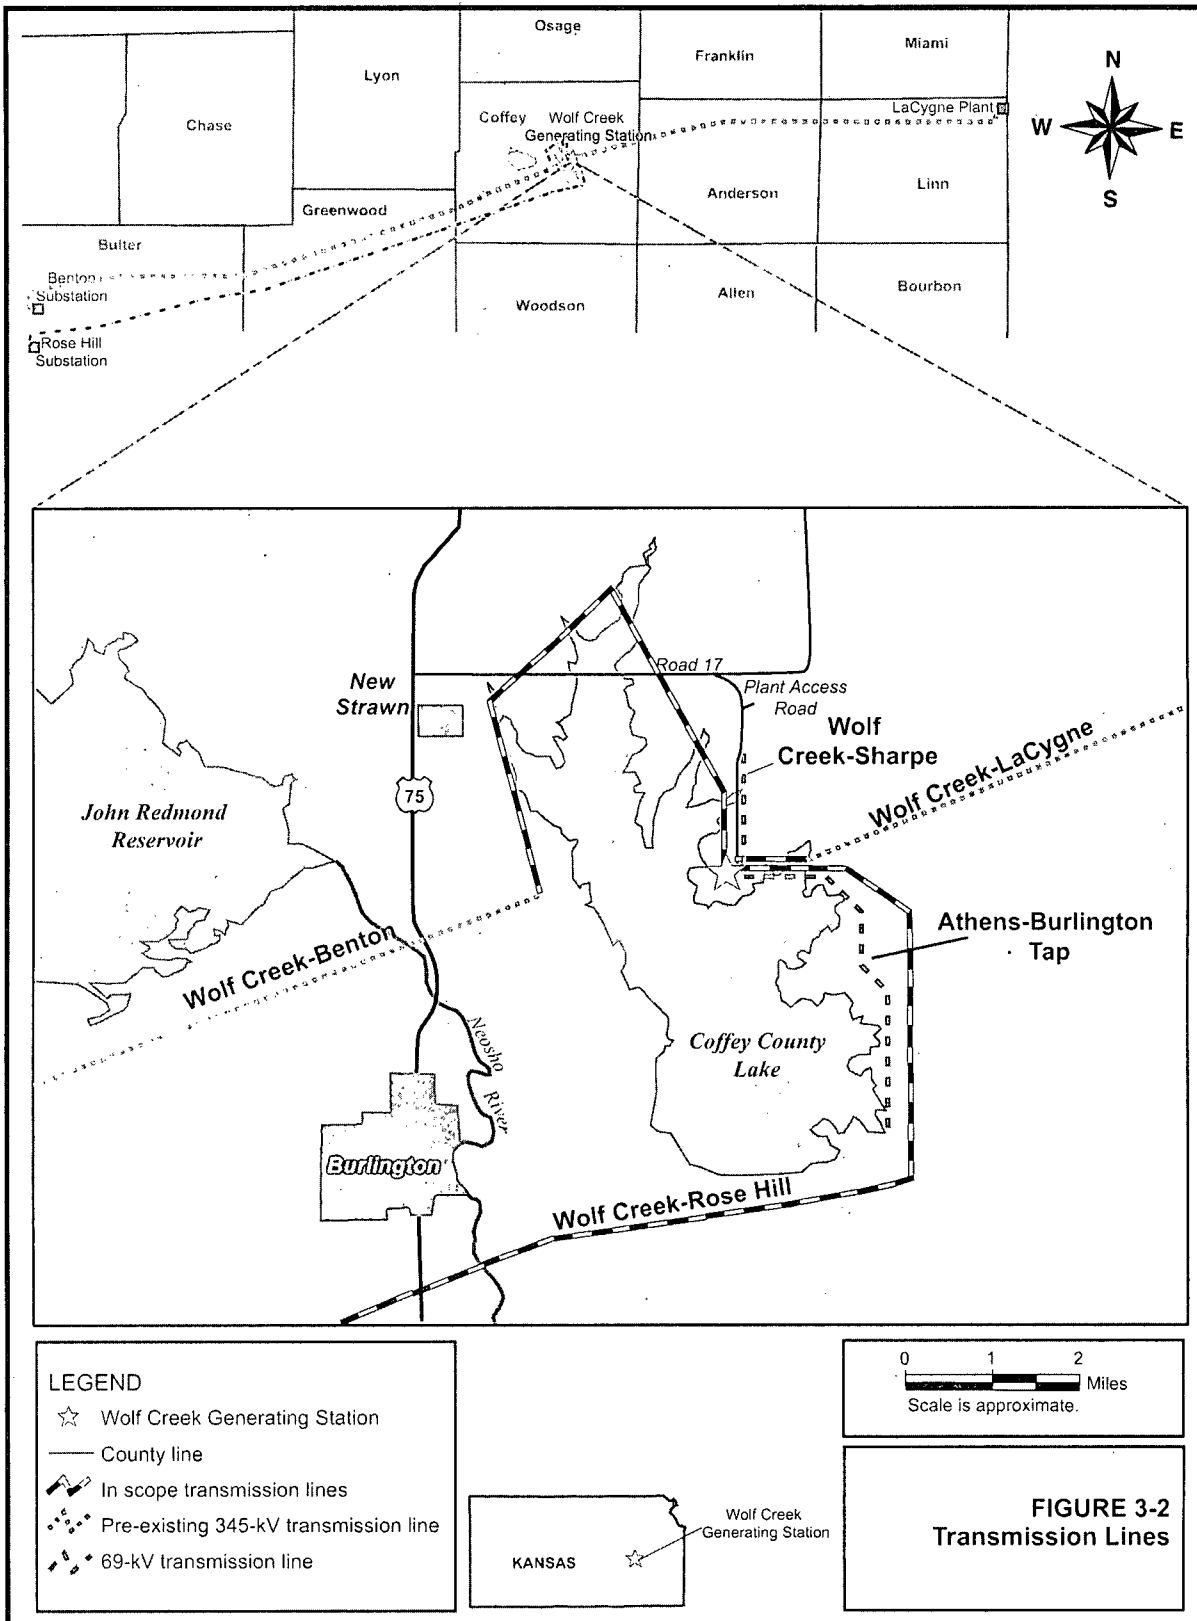 Osage
Franklin
Miami
Lyon
Chase
Coffey
Wolf Creek
Generating Station
LaCygne Plant
N
W
E
S
Greenwood
Anderson
Linn
Bulter
Benton
Substation
Woodson
Allen
Bourbon
Rose Hill
Substation
Road 17
New
Strawn
Plant Access
Road
Wolf
Creek-Sharpe
Wolf Creek-LaCygne
75
John Redmond
Reservoir
Athens-Burlington
Tap
Wolf Creek-Benton
Neosho
River
Coffey County
Lake
Burlington
Wolf Creek-Rose Hill
LEGEND
Wolf Creek Generating Station
County line
In scope transmission lines
Pre-existing 345-kV transmission line
69-kV transmission line
0 1 2
Miles
Scale is approximate.
Wolf Creek
Generating Station
KANSAS
FIGURE 3-2
Transmission Lines